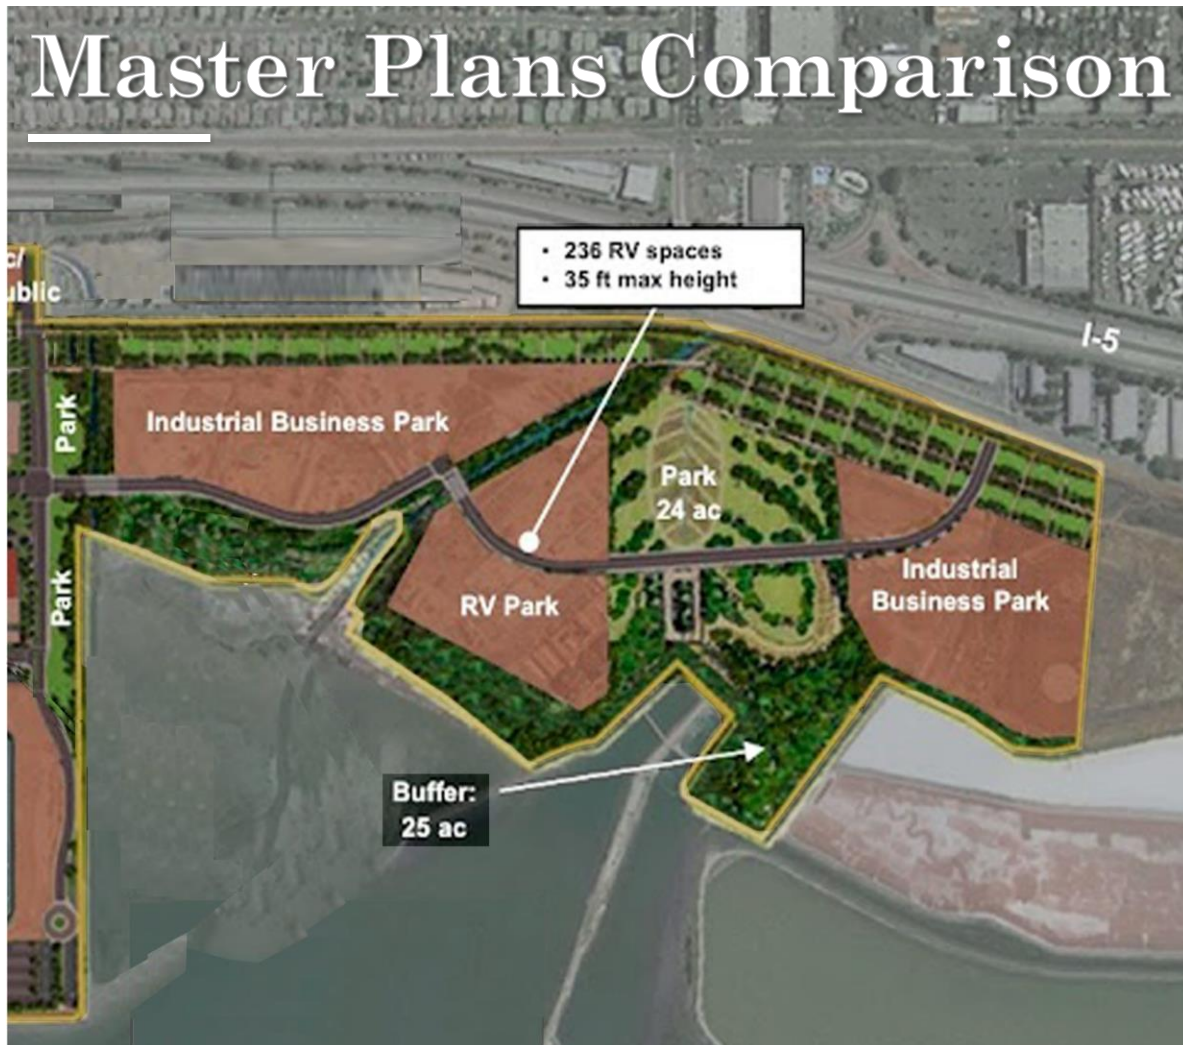 Master Plans Comparison
• 236 RV spaces
• 35 ft max height
c/
ublic
I-5
Park
Industrial Business Park
Park
24 ac
Industrial
Business Park
Park
RV Park
Buffer:
25 ac